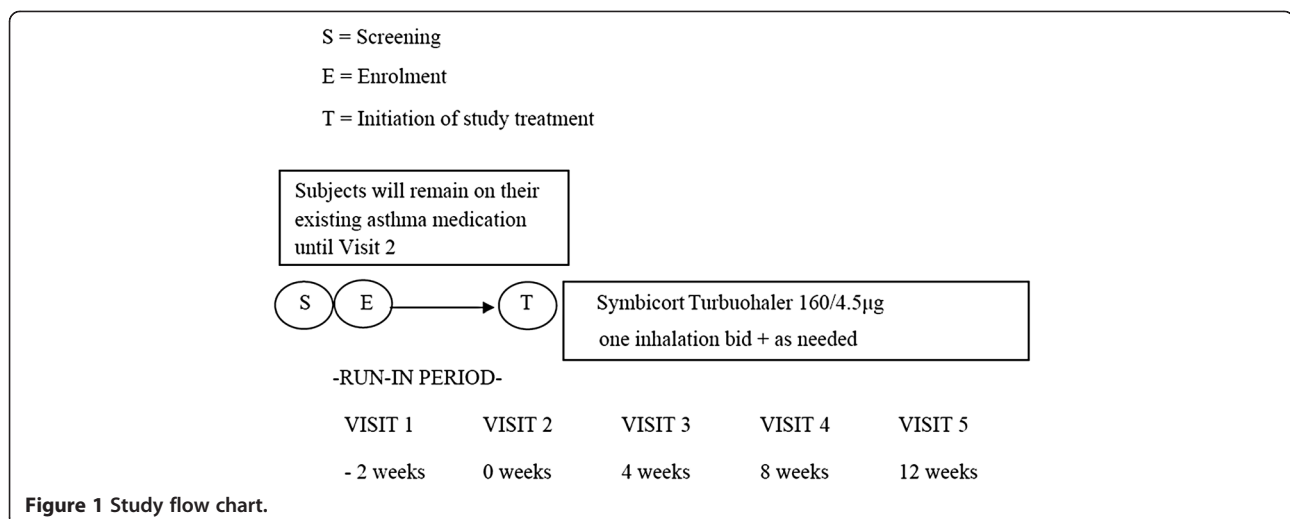 S = Screening
E = Enrolment
T = Initiation of study treatment
Subjects will remain on their
existing asthma medication
until Visit 2
S E T
Symbicort Turbuohaler 160/4.5μg
one inhalation bid + as needed
-RUN-IN PERIOD-
VISIT 1 VISIT 2 VISIT 3 VISIT 4 VISIT 5
- 2 weeks 0 weeks 4 weeks 8 weeks 12 weeks
Figure 1 Study flow chart.